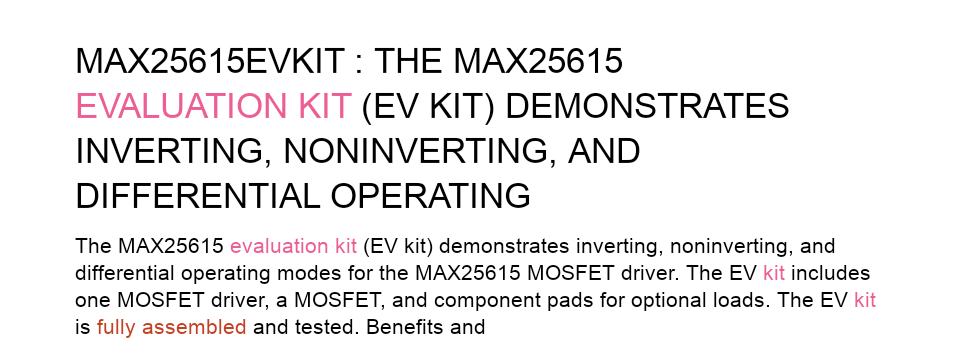 MAX25615EVKIT : THE MAX25615
EVALUATION KIT (EV KIT) DEMONSTRATES
INVERTING, NONINVERTING, AND
DIFFERENTIAL OPERATING
The MAX25615 evaluation kit (EV kit) demonstrates inverting, noninverting, and
differential operating modes for the MAX25615 MOSFET driver. The EV kit includes
one MOSFET driver, a MOSFET, and component pads for optional loads. The EV kit
is fully assembled and tested. Benefits and